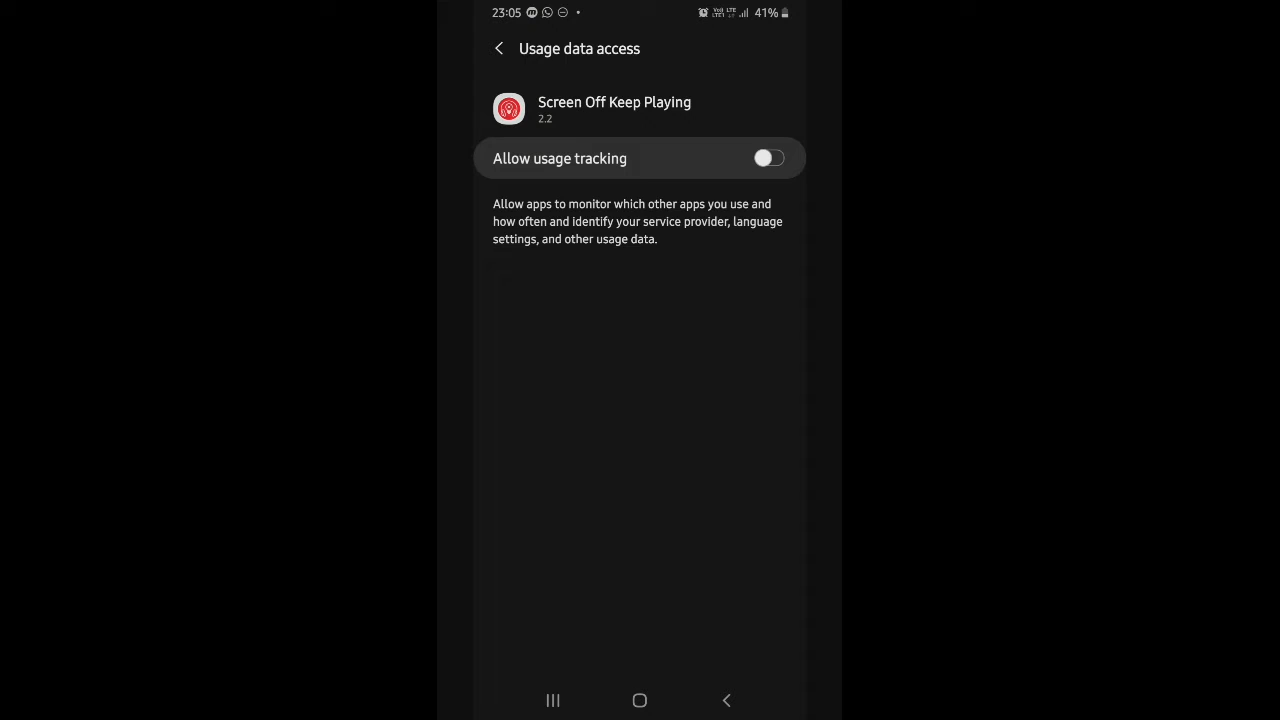 23:05
41%
Usage data access
Screen Off Keep Playing
2.2
Allow usage tracking
Allow apps to monitor which other apps you use and
how often and identify your service provider, language
settings, and other usage data.